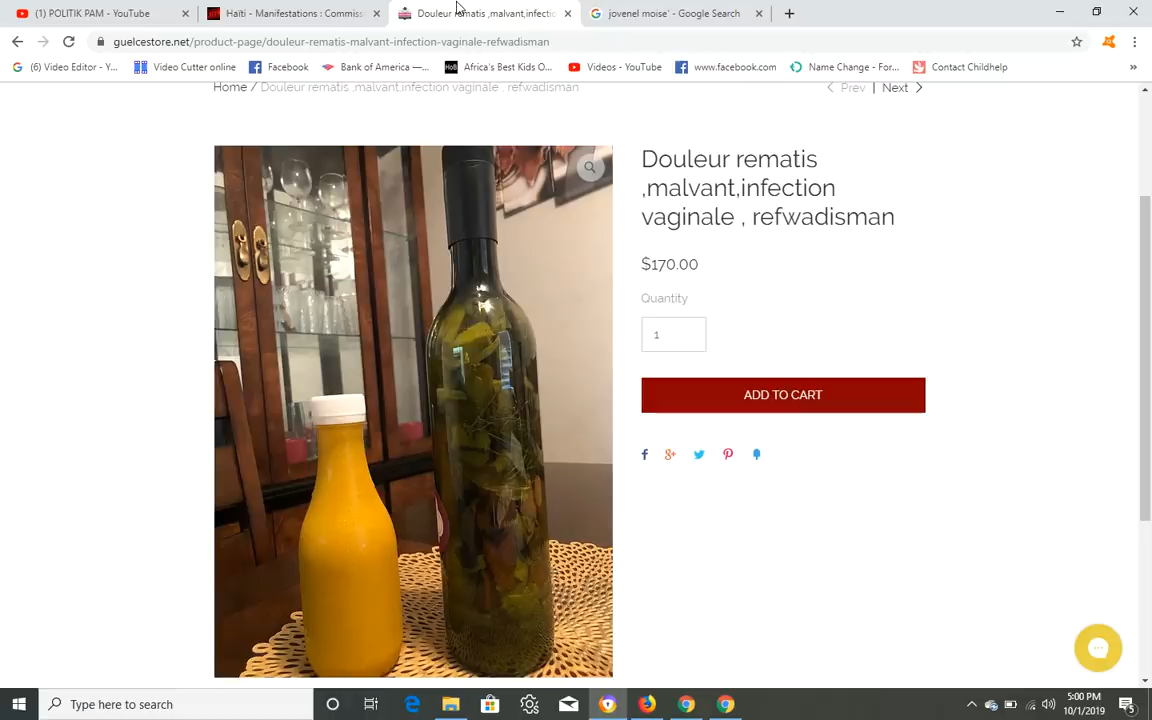 (1) POLITIK PAM - YouTube
Haïti - Manifestations : Commiss
Douleur rematis ,malvant,infectio
jovenel moise' - Google Search
guelcestore.net/product-page/douleur-rematis-malvant-infection-vaginale-refwadisman
(6) Video Editor - Y...
Video Cutter online
Facebook
Bank of America —...
Africa's Best Kids O...
Videos - YouTube
www.facebook.com
Name Change - For...
Contact Childhelp
Home / Douleur rematis ,malvant,infection vaginale , refwadisman
Prev | Next
Douleur rematis
,malvant,infection
vaginale , refwadisman
$170.00
Quantity
1
ADD TO CART
Type here to search
5:00 PM
10/1/2019
5